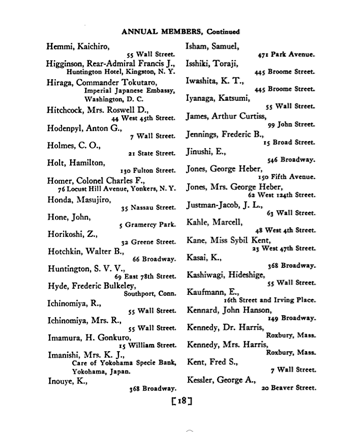 ANNUAL MEMBERS, Continued
Hemmi, Kaichiro,
55 Wall Street.
Higginson, Rear-Admiral Francis J.,
Huntington Hotel, Kingston, N. Y.
Hiraga, Commander Tokutaro,
Imperial Japanese Embassy,
Washington, D. C.
Hitchcock, Mrs. Roswell D.,
44 West 45th Street.
Hodenpyl, Anton G.,
7 Wall Street.
Holmes, C. O.,
21 State Street.
Holt, Hamilton,
130 Fulton Street.
Homer, Colonel Charles F.,
76 Locust Hill Avenue, Yonkers, N. Y.
Honda, Masujiro,
35 Nassau Street.
Hone, John,
5 Gramercy Park.
Horikoshi, Z.,
32 Greene Street.
Hotchkin, Walter B.,
66 Broadway.
Huntington, S. V. V.,
69 East 78th Street.
Hyde, Frederic Bulkeley,
Southport, Conn.
Ichinomiya, R.,
55 Wall Street.
Ichinomiya, Mrs. R.,
55 Wall Street.
Imamura, H. Gonkuro,
15 William Street.
Imanishi, Mrs. K. J.,
Care of Yokohama Specie Bank,
Yokohama, Japan.
Inouye, K.,
368 Broadway.
Isham, Samuel,
471 Park Avenue.
Isshiki, Toraji,
445 Broome Street.
Iwashita, K. T.,
445 Broome Street.
Iyanaga, Katsumi,
55 Wall Street.
James, Arthur Curtiss,
99 John Street.
Jennings, Frederic B.,
15 Broad Street.
Jinushi, E.,
546 Broadway.
Jones, George Heber,
150 Fifth Avenue.
Jones, Mrs. George Heber,
62 West 124th Street.
Justman-Jacob, J. L.,
63 Wall Street.
Kahle, Marcell,
48 West 4th Street.
Kane, Miss Sybil Kent,
23 West 47th Street.
Kasai, K.,
368 Broadway.
Kashiwagi, Hideshige,
55 Wall Street.
Kaufmann, E.,
16th Street and Irving Place.
Kennard, John Hanson,
149 Broadway.
Kennedy, Dr. Harris,
Roxbury, Mass.
Kennedy, Mrs. Harris,
Roxbury, Mass.
Kent, Fred S.,
7 Wall Street.
Kessler, George A.,
20 Beaver Street.
[18]